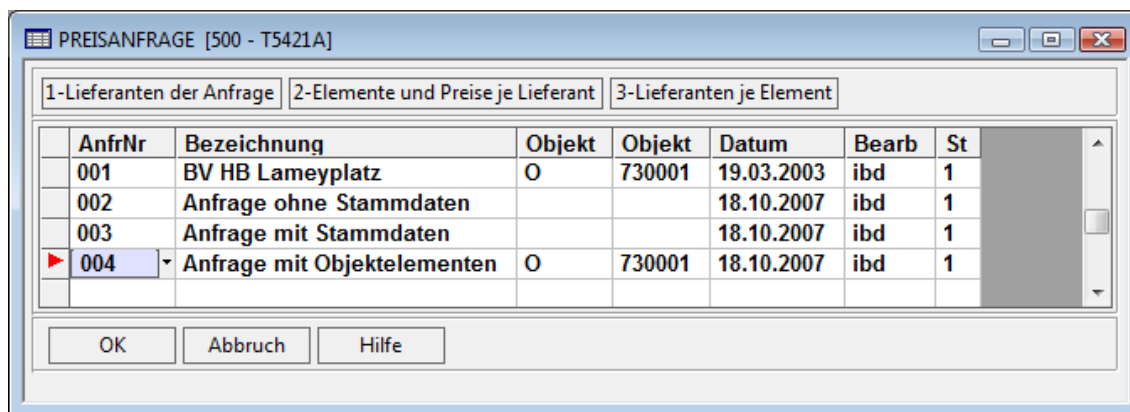 PREISANFRAGE [500 - T5421A]
1-Lieferanten der Anfrage 2-Elemente und Preise je Lieferant 3-Lieferanten je Element
AnfrNr Bezeichnung Objekt Objekt Datum Bearb St
001 BV HB Lameyplatz O 730001 19.03.2003 ibd 1
002 Anfrage ohne Stammdaten 18.10.2007 ibd 1
003 Anfrage mit Stammdaten 18.10.2007 ibd 1
004 Anfrage mit Objektelementen O 730001 18.10.2007 ibd 1
OK Abbruch Hilfe